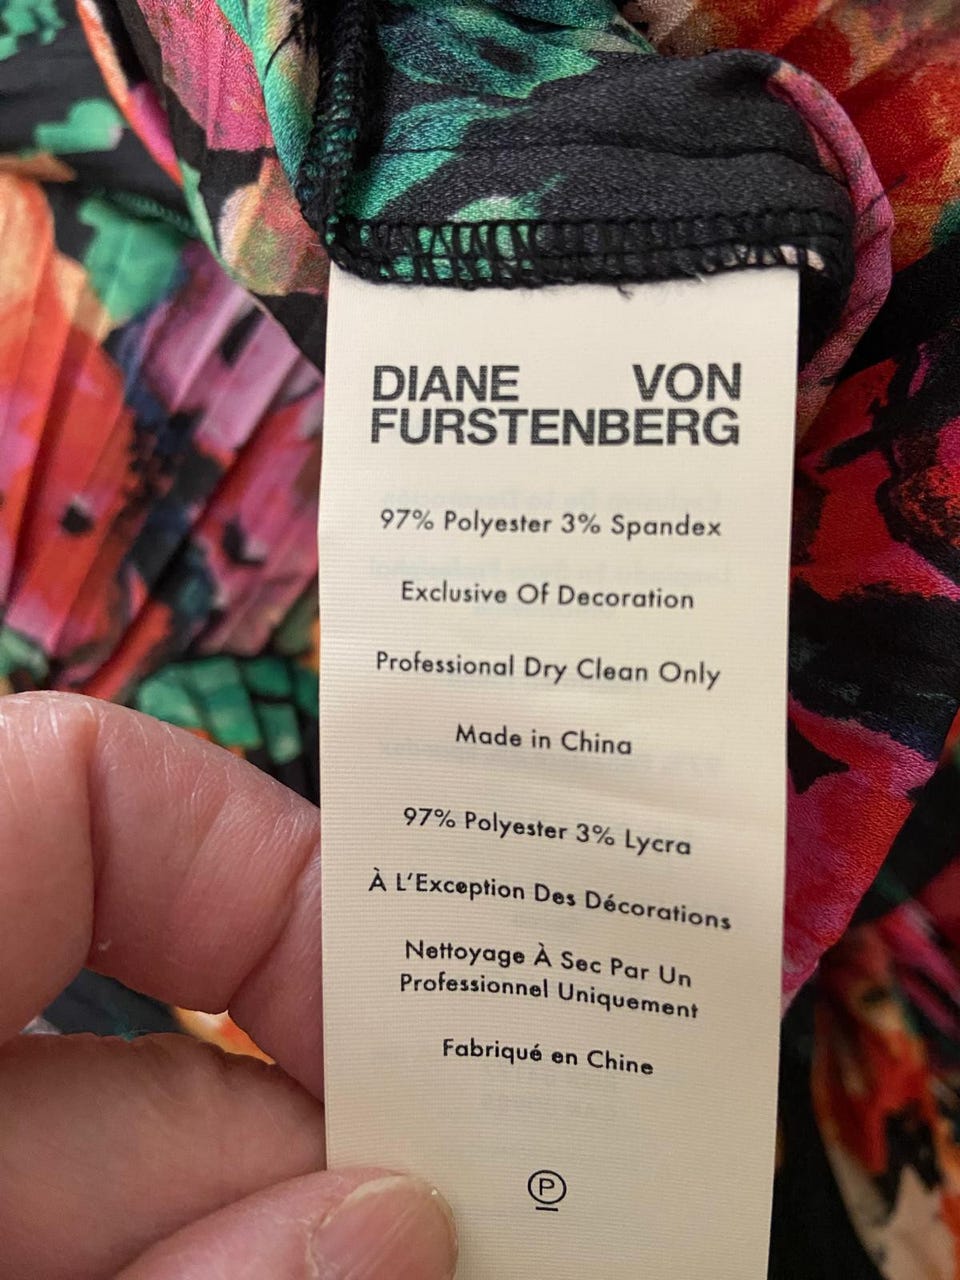 DIANE VON
FURSTENBERG
97% Polyester 3% Spandex
Exclusive Of Decoration
Professional Dry Clean Only
Made in China
97% Polyester 3% Lycra
À L'Exception Des Décorations
Nettoyage À Sec Par Un
Professionnel Uniquement
Fabriqué en Chine
P